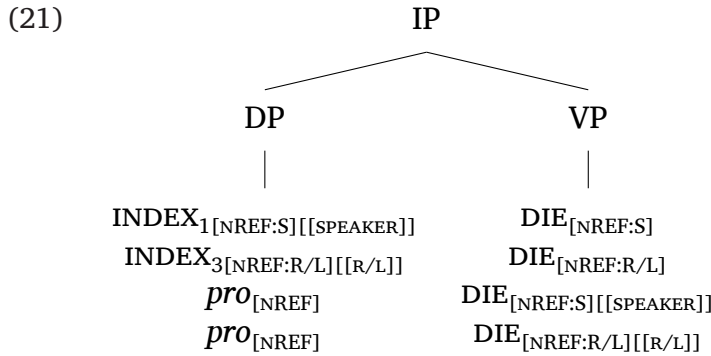 (21) IP
DP VP
INDEX₁[NREF:S][[SPEAKER]] DIE[NREF:S]
INDEX₃[NREF:R/L][[R/L]] DIE[NREF:R/L]
pro[NREF] DIE[NREF:S][[SPEAKER]]
pro[NREF] DIE[NREF:R/L][[R/L]]